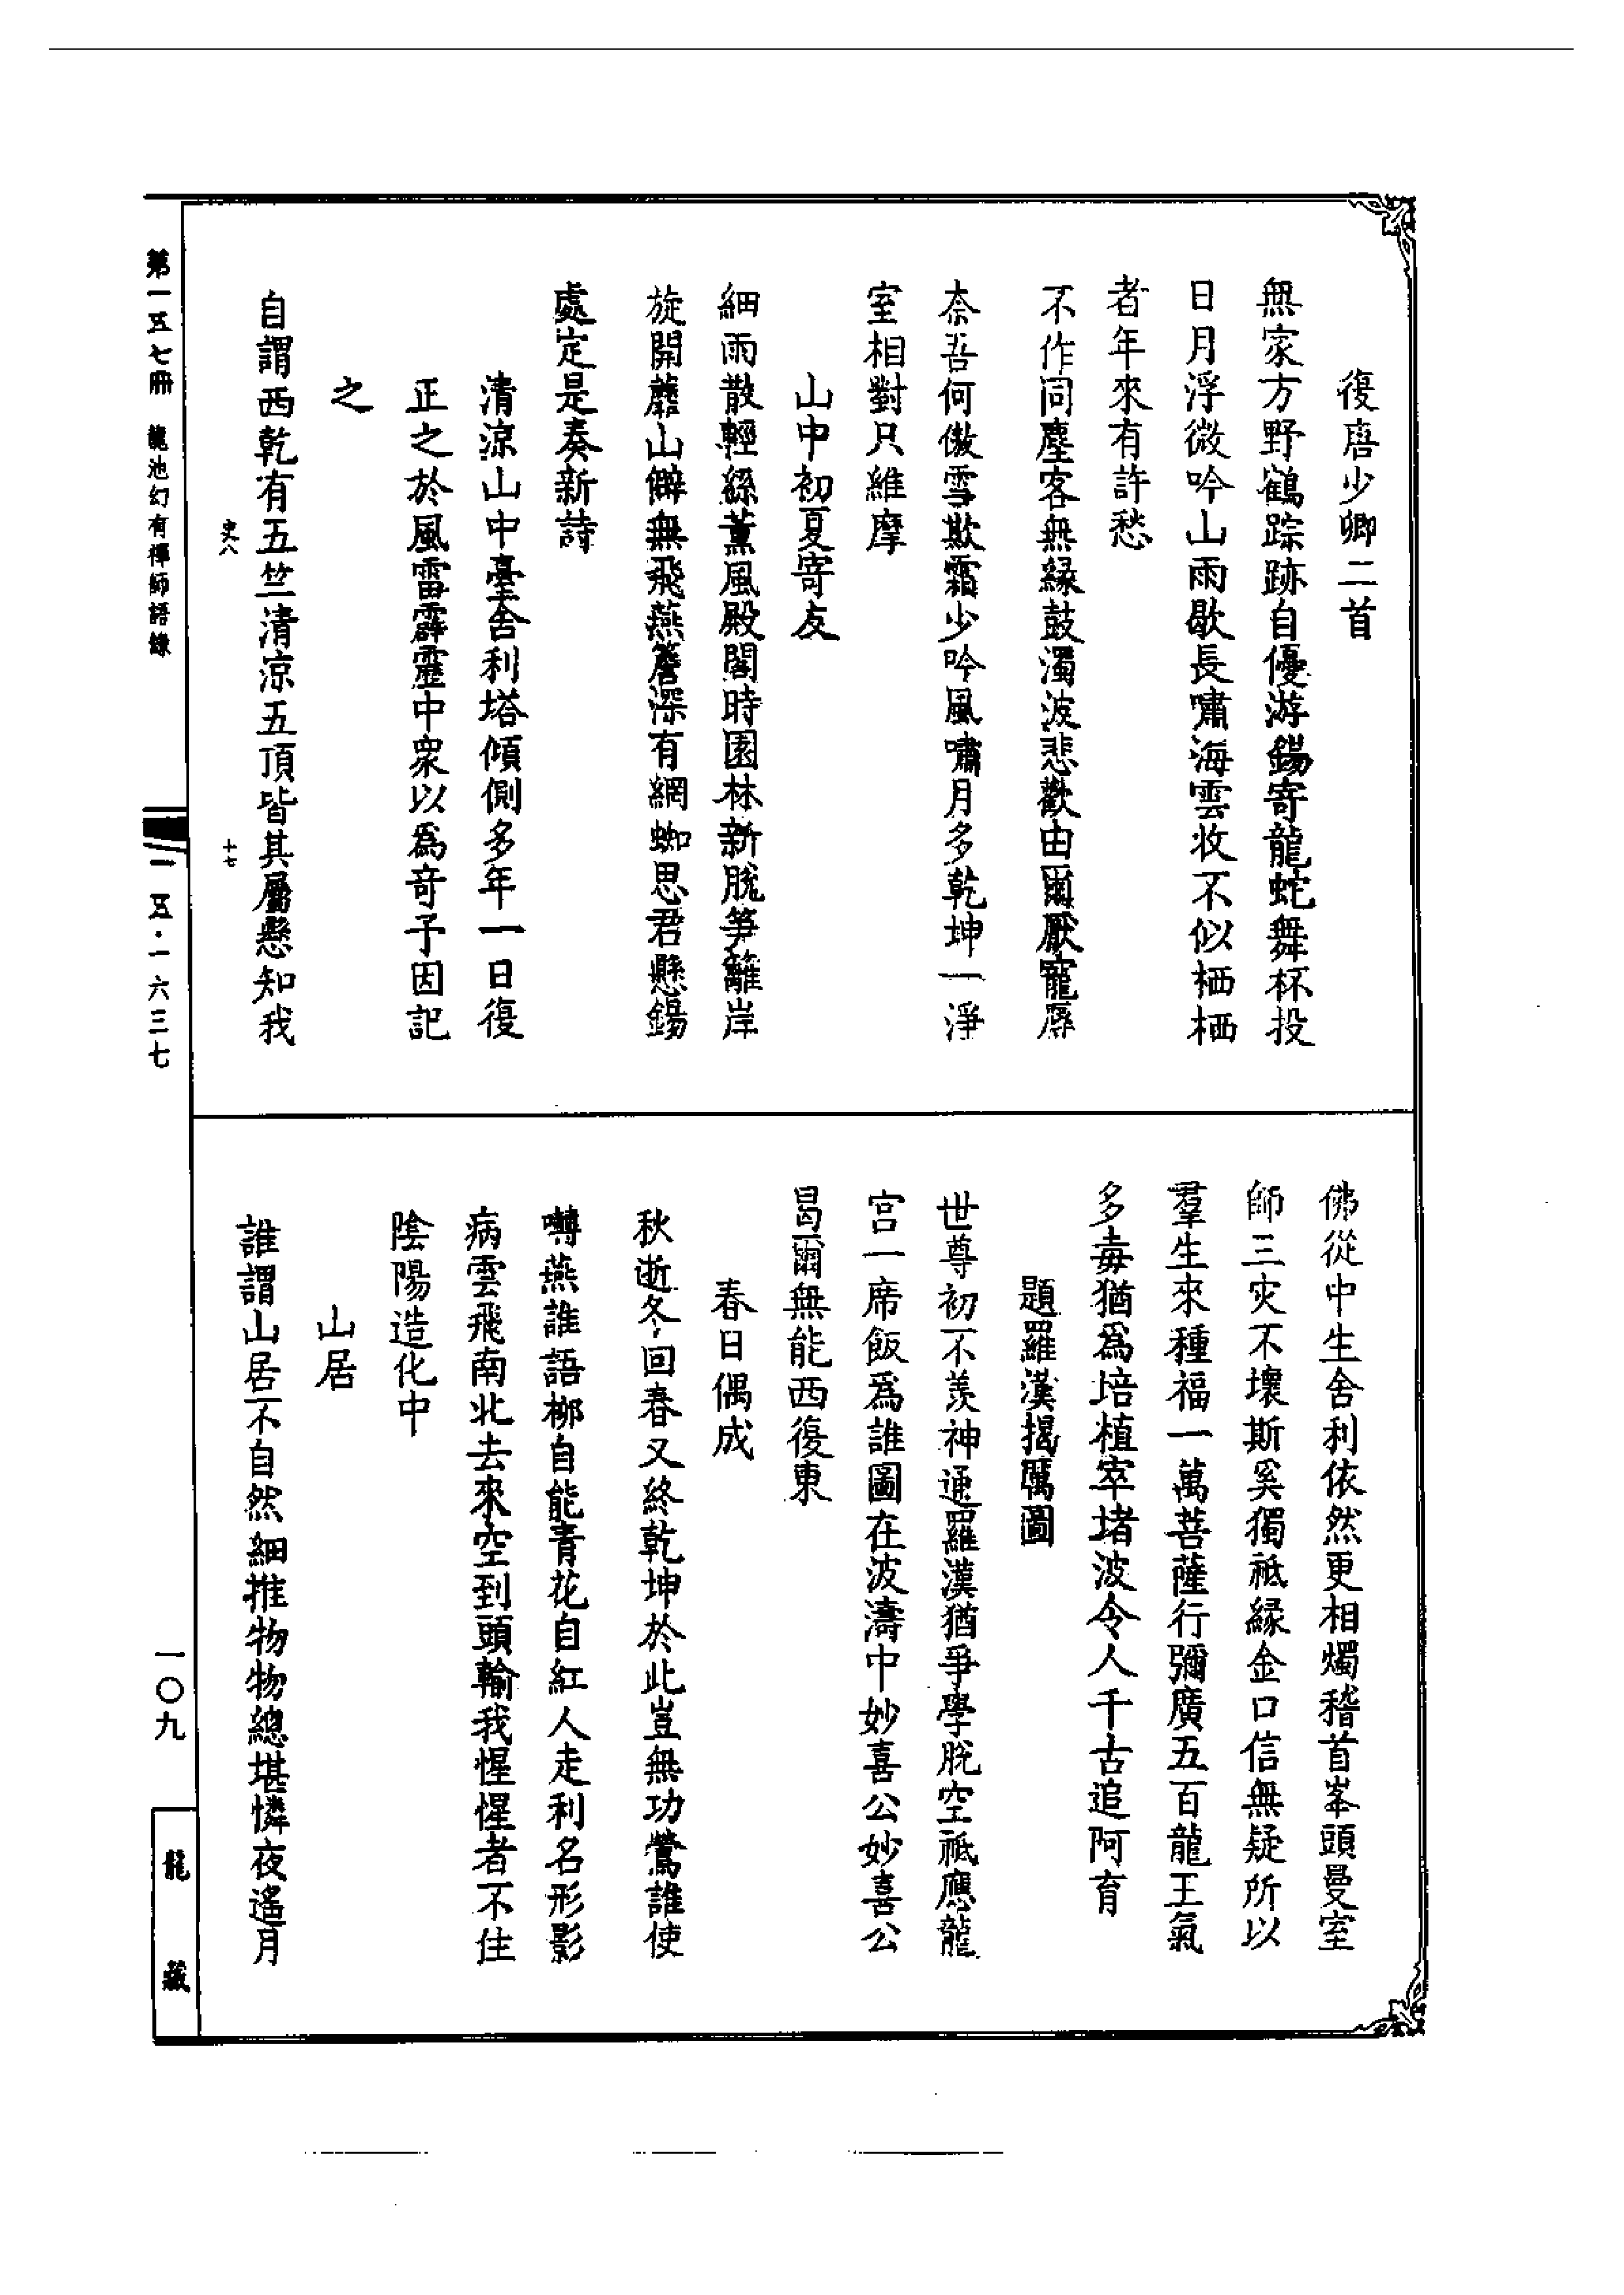 復唐少卿二首
無家方野鶴踪跡自優游錫寄龍蛇舞杯投
日月浮微吟山雨歇長嘯海雲收不似栖栖
者年來有許愁
不作同塵客無緣鼓濁波悲歡由爾厭寵辱
柰吾何傲雪欺霜少吟風嘯月多乾坤一淨
室相對只維摩
山中初夏寄友
細雨散輕絲薰風殿閣時園林新脫笋籬岸
旋開蘼山僻無飛燕簷深有網蜘思君懸錫
處定是奏新詩
清涼山中臺舍利塔傾側多年一日復
正之於風雷霹靂中衆以為奇予因記
之
自謂西乾有五竺清涼五頂皆其屬懸知我
佛從中生舍利依然更相燭稽首峯頭曼室
師三灾不壞斯奚獨祗緣金口信無疑所以
羣生來種福一萬菩薩行彌廣五百龍王氣
多毒猶為培植窣堵波令人千古追阿育
題羅漢揭厲圖
世尊初不羨神通羅漢猶爭學脫空祗應龍
宮一席飯為誰圖在波濤中妙喜公妙喜公
曷爾無能西復東
春日偶成
秋逝冬回春又終乾坤於此豈無功鶯誰使
囀燕誰語柳自能青花自紅人走利名形影
病雲飛南北去來空到頭輸我惺惺者不住
陰陽造化中
山居
誰謂山居不自然細推物物總堪憐夜遙月
第一五七冊 龍池幻有禪師語錄
史八
十七
一五·一六三七
一〇九
龍藏